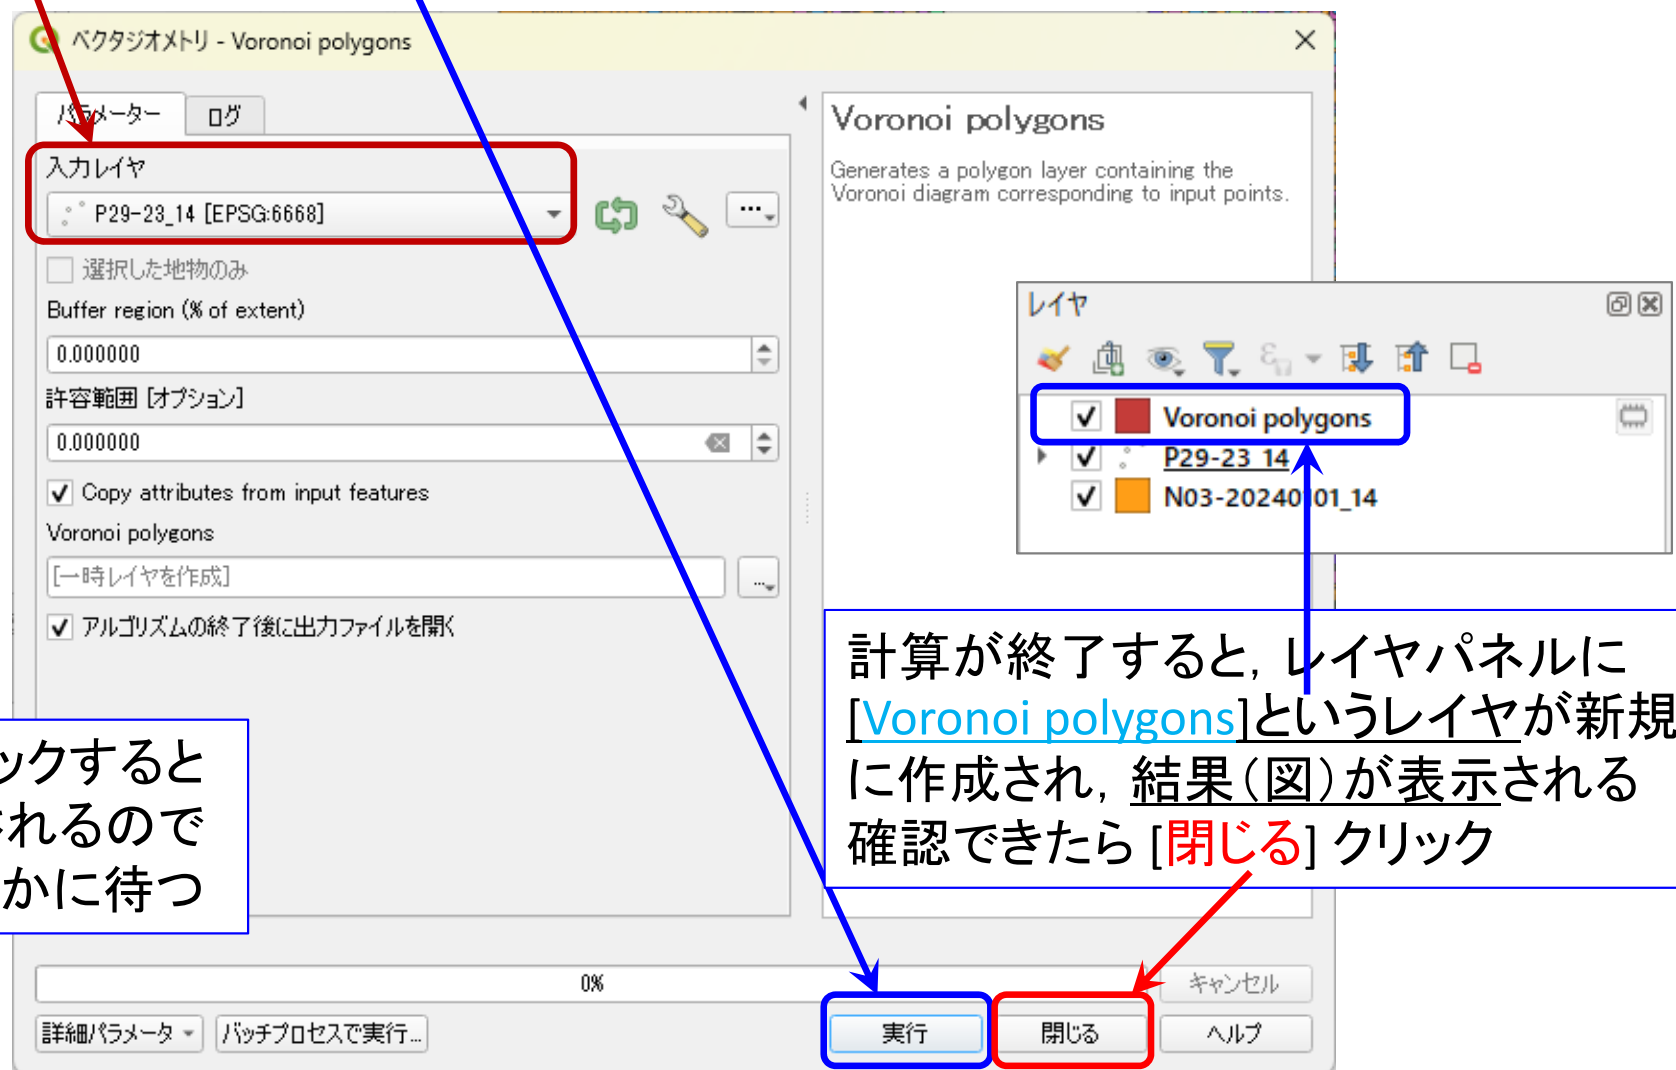 ベクタジオメトリ - Voronoi polygons
パラメーター
ログ
入力レイヤ
P29-23_14 [EPSG:6668]
選択した地物のみ
Buffer region (% of extent)
0.000000
許容範囲 [オプション]
0.000000
Copy attributes from input features
Voronoi polygons
[一時レイヤを作成]
アルゴリズムの終了後に出力ファイルを開く
Voronoi polygons
Generates a polygon layer containing the
Voronoi diagram corresponding to input points.
レイヤ
Voronoi polygons
P29-23_14
N03-20240101_14
計算が終了すると, レイヤパネルに
[Voronoi polygons]というレイヤが新規
に作成され, 結果（図）が表示される
確認できたら [閉じる] クリック
ックすると
されるので
かに待つ
0%
キャンセル
詳細パラメータ
バッチプロセスで実行...
実行
閉じる
ヘルプ